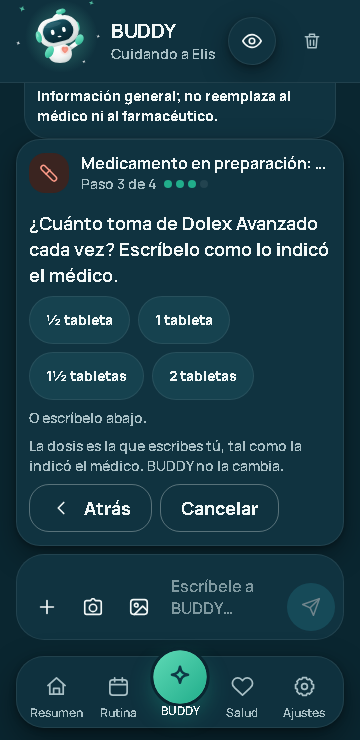 BUDDY
Cuidando a Elis
Información general; no reemplaza al
médico ni al farmacéutico.
Medicamento en preparación: ...
Paso 3 de 4
¿Cuánto toma de Dolex Avanzado
cada vez? Escríbelo como lo indicó
el médico.
½ tableta
1 tableta
1½ tabletas
2 tabletas
O escríbelo abajo.
La dosis es la que escribes tú, tal como la
indicó el médico. BUDDY no la cambia.
Atrás
Cancelar
Escríbele a
BUDDY...
Resumen
Rutina
BUDDY
Salud
Ajustes